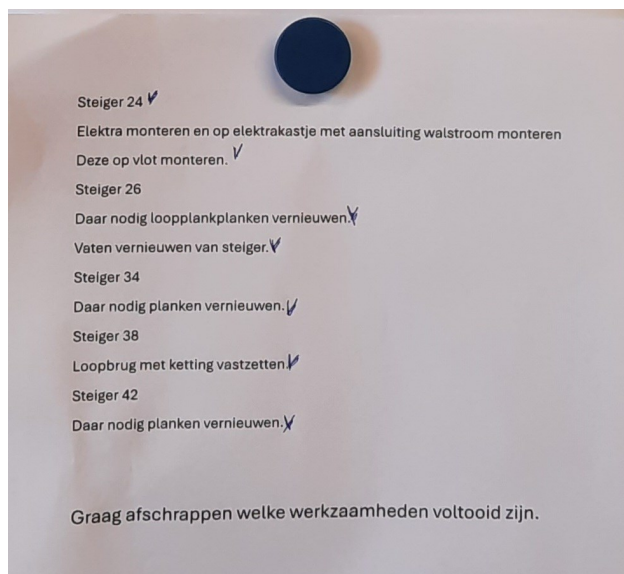 Steiger 24
Elektra monteren en op elektrakastje met aansluiting walstroom monteren
Deze op vlot monteren.
Steiger 26
Daar nodig loopplankplanken vernieuwen.
Vaten vernieuwen van steiger.
Steiger 34
Daar nodig planken vernieuwen.
Steiger 38
Loopbrug met ketting vastzetten.
Steiger 42
Daar nodig planken vernieuwen.
Graag afschrappen welke werkzaamheden voltooid zijn.